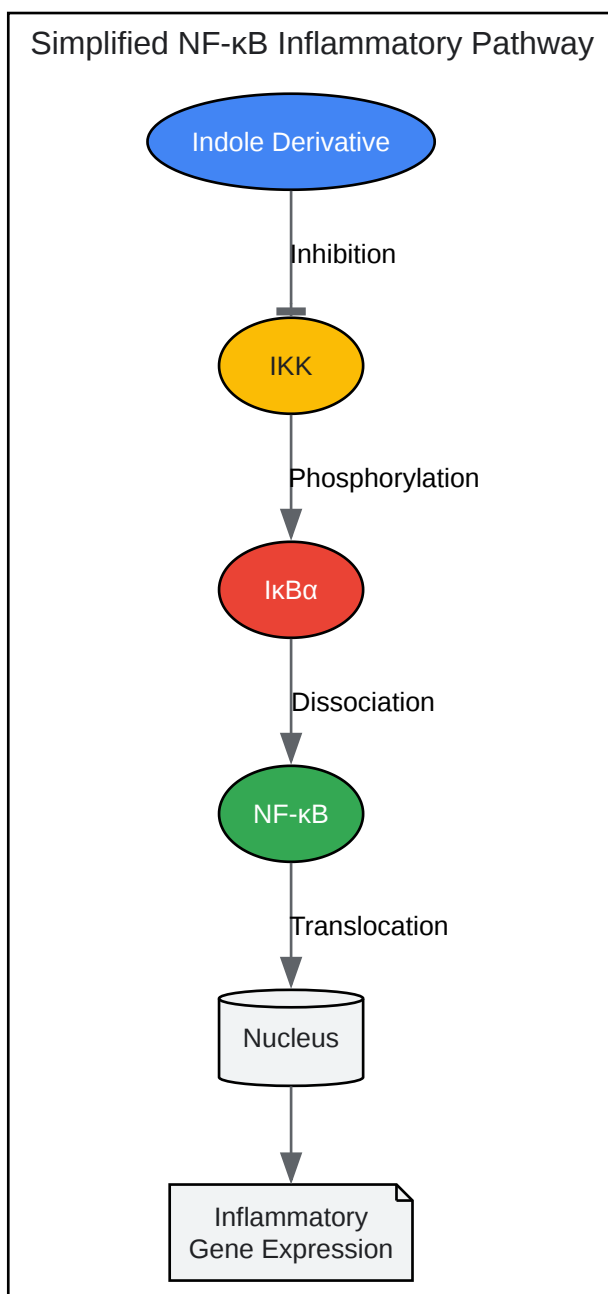 Simplified NF-κB Inflammatory Pathway
Indole Derivative
Inhibition
IKK
Phosphorylation
IκBα
Dissociation
NF-κB
Translocation
Nucleus
Inflammatory
Gene Expression